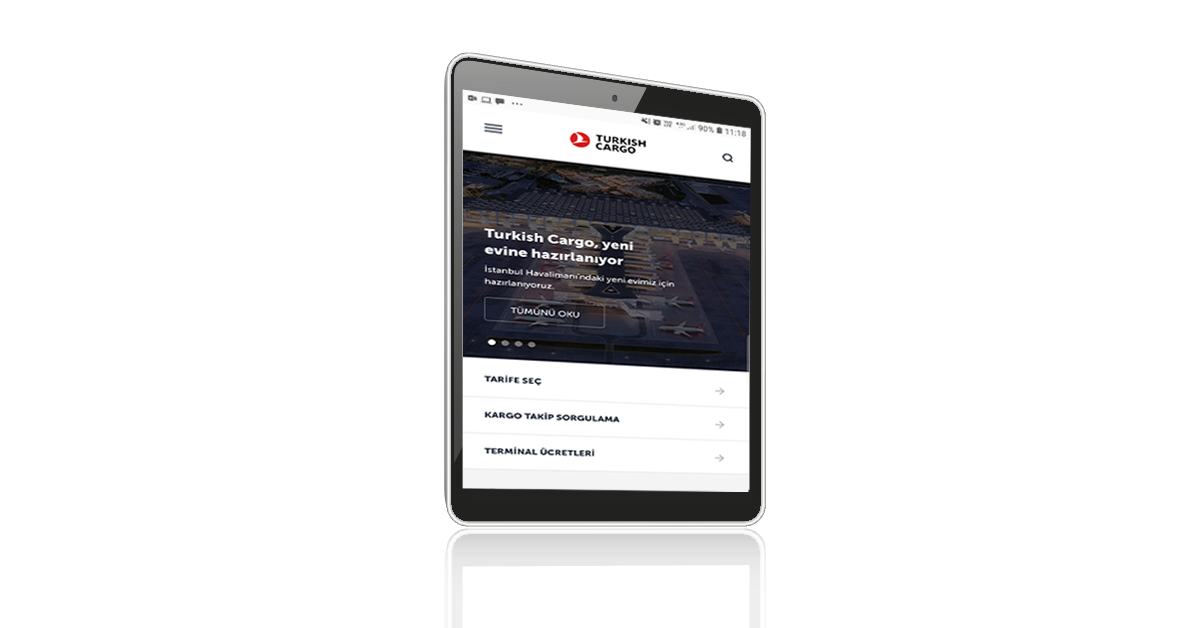 90% 11:18
TURKISH
CARGO
Turkish Cargo, yeni
evine hazırlanıyor
İstanbul Havalimanı'ndaki yeni evimiz için
hazırlanıyoruz.
TÜMÜNÜ OKU
TARİFE SEÇ
KARGO TAKİP SORGULAMA
TERMİNAL ÜCRETLERİ